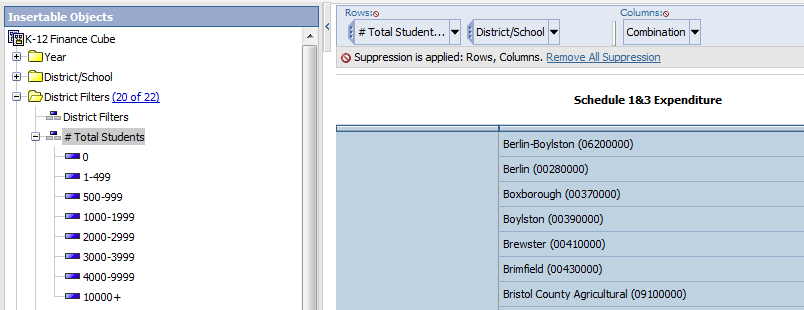 Insertable Objects
K-12 Finance Cube
Year
District/School
District Filters (20 of 22)
District Filters
# Total Students
0
1-499
500-999
1000-1999
2000-2999
3000-3999
4000-9999
10000+
Rows:
Columns:
# Total Student...
District/School
Combination
Suppression is applied: Rows, Columns. Remove All Suppression
Schedule 1&3 Expenditure
Berlin-Boylston (06200000)
Berlin (00280000)
Boxborough (00370000)
Boylston (00390000)
Brewster (00410000)
Brimfield (00430000)
Bristol County Agricultural (09100000)